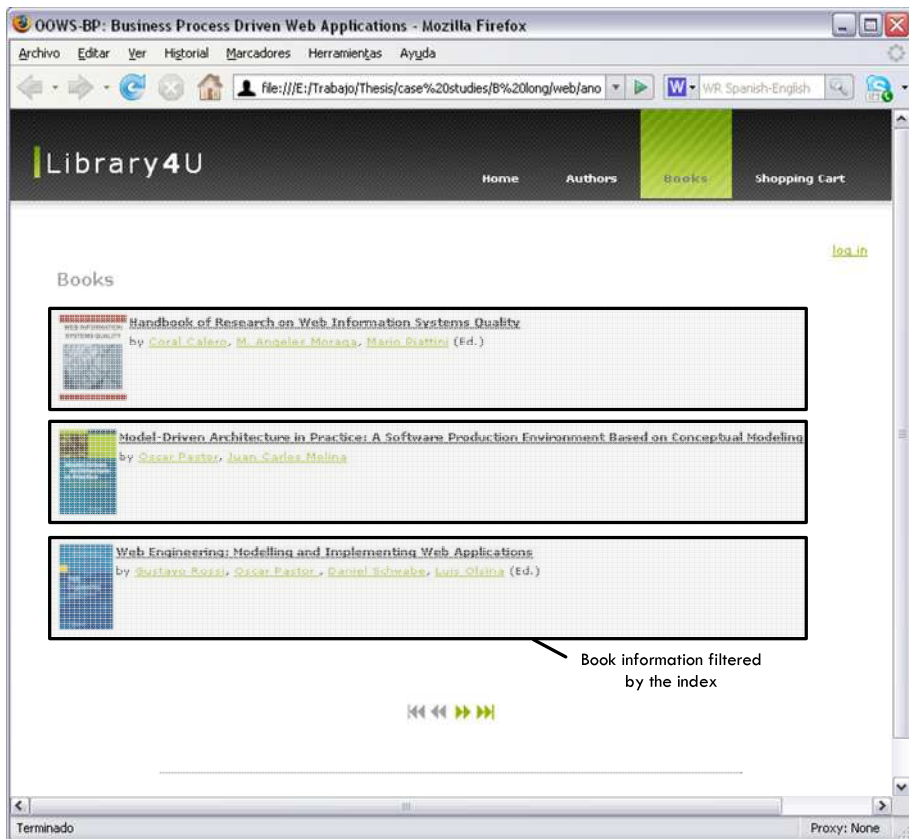 OOWS-BP: Business Process Driven Web Applications - Mozilla Firefox
Archivo Editar Ver Historial Marcadores Herramientas Ayuda
file:///E:/Trabajo/Thesis/case%20studies/B%20long/web/ano W WR Spanish-English
Library4U
Home Authors Books Shopping Cart
log in
Books
WEB INFORMATION
SYSTEMS QUALITY
Handbook of Research on Web Information Systems Quality
by Coral Calero, M. Angeles Moraga, Mario Piattini (Ed.)
Model-Driven Architecture in Practice: A Software Production Environment Based on Conceptual Modeling
by Oscar Pastor, Juan Carlos Molina
Web Engineering: Modelling and Implementing Web Applications
by Gustavo Rossi, Oscar Pastor , Daniel Schwabe, Luis Olsina (Ed.)
Book information filtered
by the index
Terminado Proxy: None